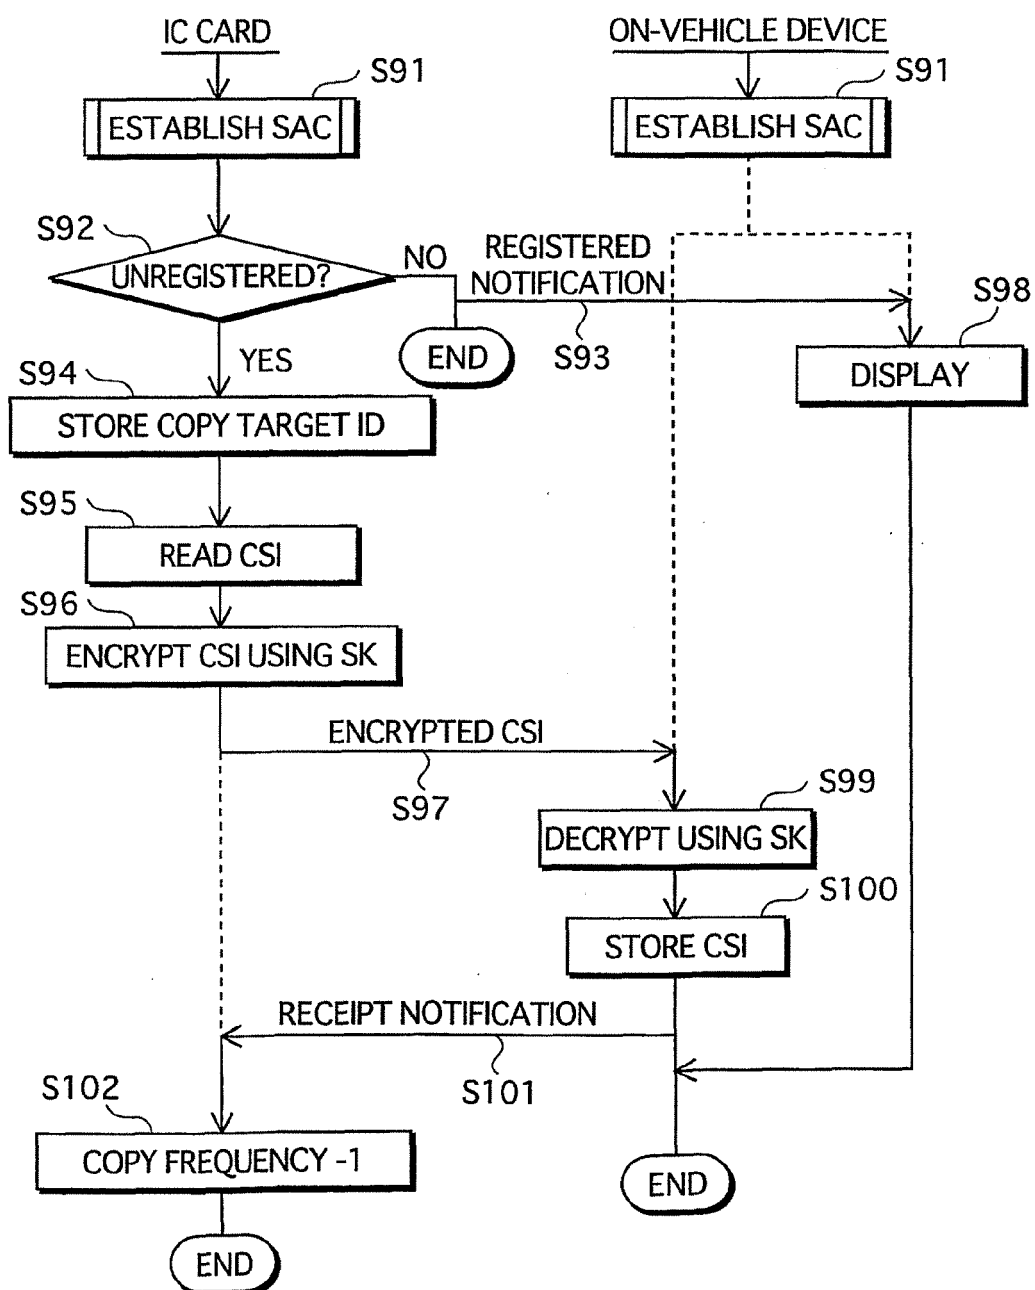 IC CARD
ON-VEHICLE DEVICE
S91
S91
ESTABLISH SAC
ESTABLISH SAC
S92
UNREGISTERED?
NO
REGISTERED
NOTIFICATION
S93
END
S98
DISPLAY
YES
S94
STORE COPY TARGET ID
S95
READ CSI
S96
ENCRYPT CSI USING SK
ENCRYPTED CSI
S97
S99
DECRYPT USING SK
S100
STORE CSI
RECEIPT NOTIFICATION
S101
S102
COPY FREQUENCY -1
END
END